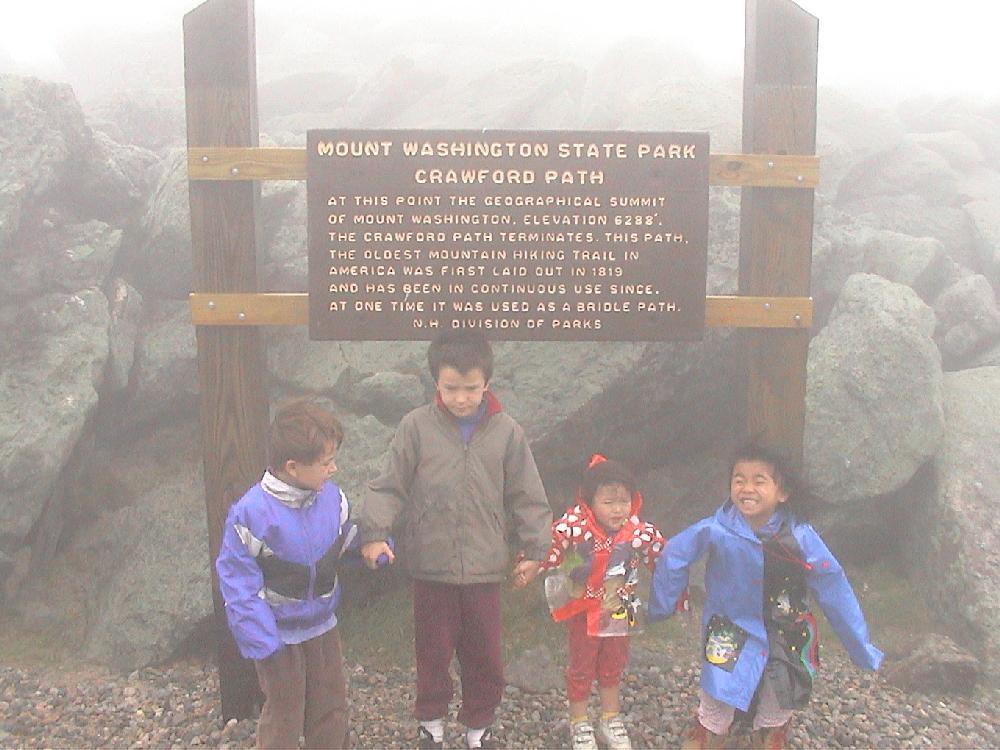 MOUNT WASHINGTON STATE PARK
CRAWFORD PATH
AT THIS POINT THE GEOGRAPHICAL SUMMIT
OF MOUNT WASHINGTON, ELEVATION 6288',
THE CRAWFORD PATH TERMINATES. THIS PATH,
THE OLDEST MOUNTAIN HIKING TRAIL IN
AMERICA WAS FIRST LAID OUT IN 1819
AND HAS BEEN IN CONTINUOUS USE SINCE.
AT ONE TIME IT WAS USED AS A BRIDLE PATH.
N.H. DIVISION OF PARKS